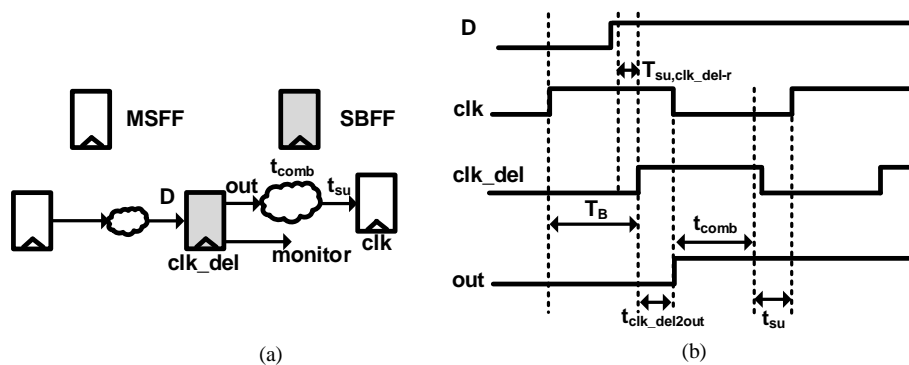 MSFF
SBFF
D
out
t_comb
t_su
clk_del
monitor
clk
(a)
D
T_su,clk_del-r
clk
clk_del
T_B
t_comb
out
t_clk_del2out
t_su
(b)